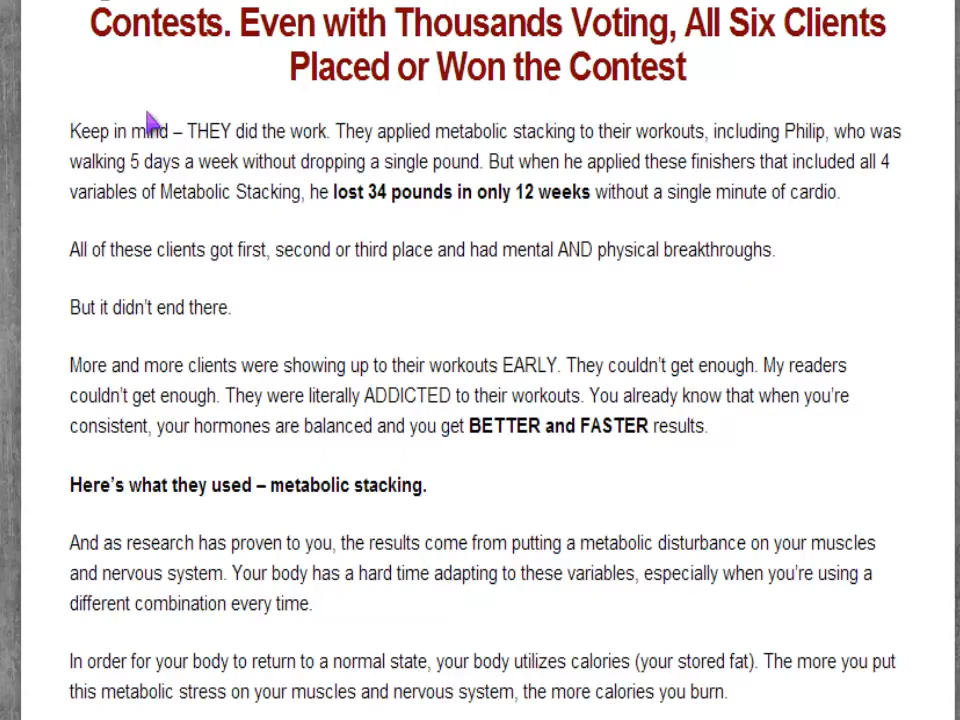 Contests. Even with Thousands Voting, All Six Clients
Placed or Won the Contest
Keep in mind – THEY did the work. They applied metabolic stacking to their workouts, including Philip, who was
walking 5 days a week without dropping a single pound. But when he applied these finishers that included all 4
variables of Metabolic Stacking, he lost 34 pounds in only 12 weeks without a single minute of cardio.
All of these clients got first, second or third place and had mental AND physical breakthroughs.
But it didn't end there.
More and more clients were showing up to their workouts EARLY. They couldn't get enough. My readers
couldn't get enough. They were literally ADDICTED to their workouts. You already know that when you're
consistent, your hormones are balanced and you get BETTER and FASTER results.
Here's what they used – metabolic stacking.
And as research has proven to you, the results come from putting a metabolic disturbance on your muscles
and nervous system. Your body has a hard time adapting to these variables, especially when you're using a
different combination every time.
In order for your body to return to a normal state, your body utilizes calories (your stored fat). The more you put
this metabolic stress on your muscles and nervous system, the more calories you burn.